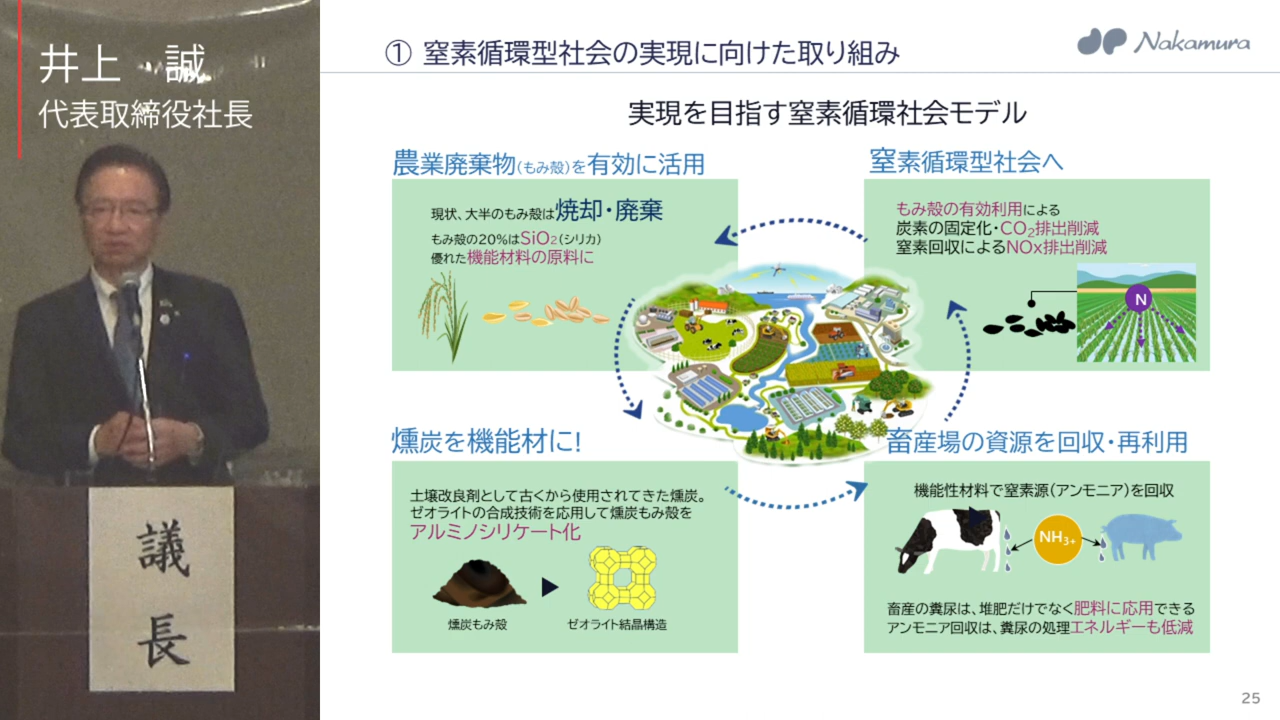 井上 誠
代表取締役社長
議
長
① 窒素循環型社会の実現に向けた取り組み
Nakamura
実現を目指す窒素循環社会モデル
農業廃棄物(もみ殻)を有効に活用
現状、大半のもみ殻は焼却・廃棄
もみ殻の20%はSiO₂(シリカ)
優れた機能材料の原料に
窒素循環型社会へ
もみ殻の有効利用による
炭素の固定化・CO₂排出削減
窒素回収によるNOx排出削減
N
燻炭を機能材に!
土壌改良剤として古くから使用されてきた燻炭。
ゼオライトの合成技術を応用して燻炭もみ殻を
アルミノシリケート化
燻炭もみ殻
ゼオライト結晶構造
畜産場の資源を回収・再利用
機能性材料で窒素源(アンモニア)を回収
NH₃₊
畜産の糞尿は、堆肥だけでなく肥料に応用できる
アンモニア回収は、糞尿の処理エネルギーも低減
25